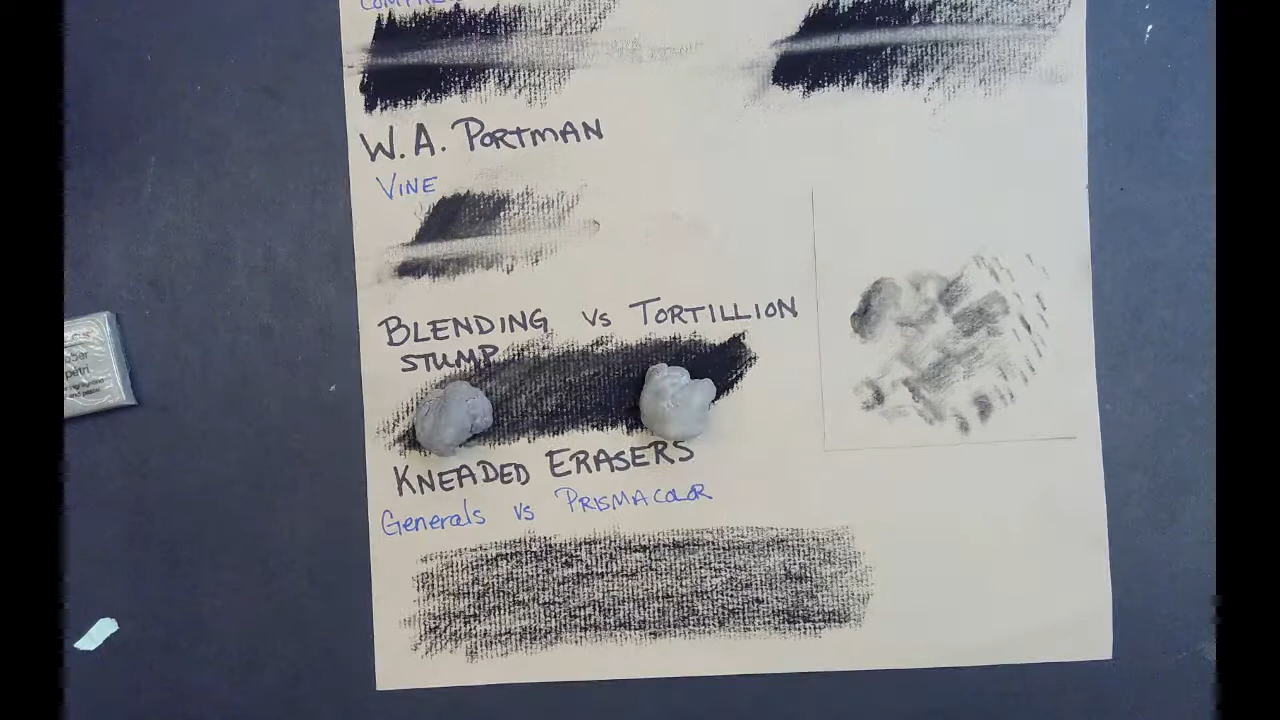 W.A. PORTMAN
VINE
BLENDING VS TORTILLION
STUMP
KNEADED ERASERS
Generals vs PRISMACOLOR